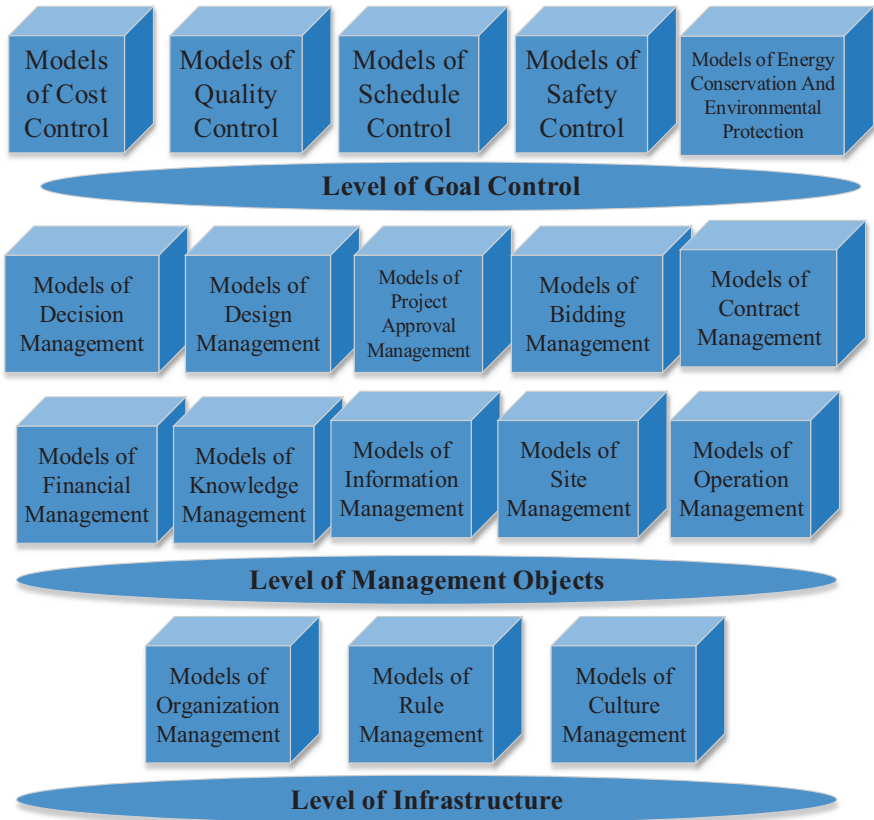 Models
of Cost
Control
Models of
Quality
Control
Models of
Schedule
Control
Models of
Safety
Control
Models of Energy
Conservation And
Environmental
Protection
Level of Goal Control
Models of
Decision
Management
Models of
Design
Management
Models of
Project
Approval
Management
Models of
Bidding
Management
Models of
Contract
Management
Models of
Financial
Management
Models of
Knowledge
Management
Models of
Information
Management
Models of
Site
Management
Models of
Operation
Management
Level of Management Objects
Models of
Organization
Management
Models of
Rule
Management
Models of
Culture
Management
Level of Infrastructure